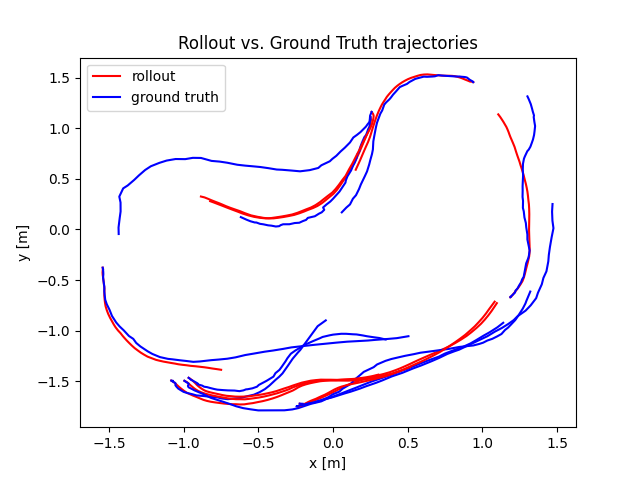 Rollout vs. Ground Truth trajectories
rollout
ground truth
1.5
1.0
0.5
0.0
−0.5
−1.0
−1.5
y [m]
−1.5 −1.0 −0.5 0.0 0.5 1.0 1.5
x [m]